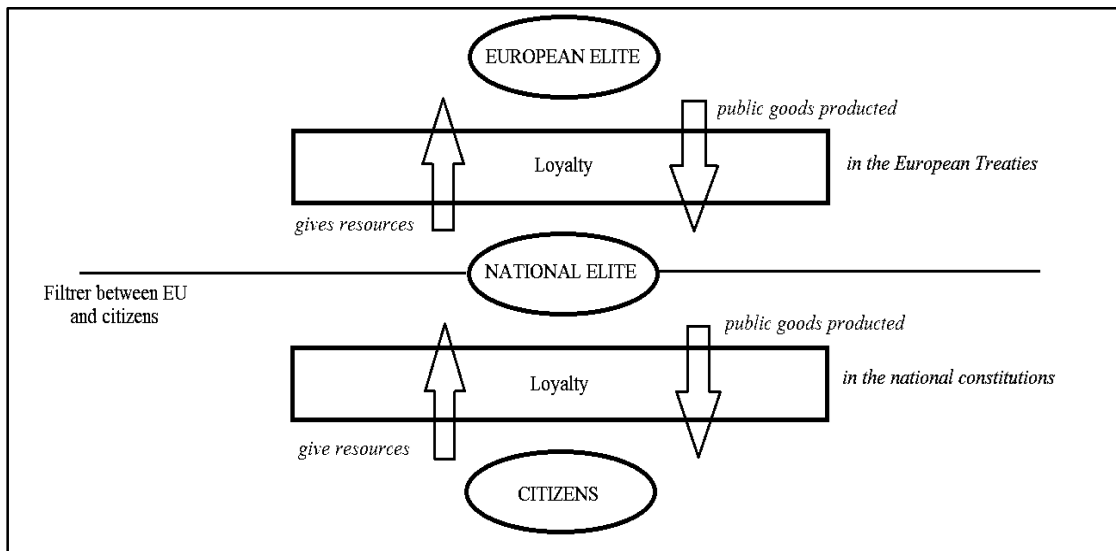 EUROPEAN ELITE
public goods producted
Loyalty
in the European Treaties
gives resources
NATIONAL ELITE
Filtrer between EU
and citizens
public goods producted
Loyalty
in the national constitutions
give resources
CITIZENS